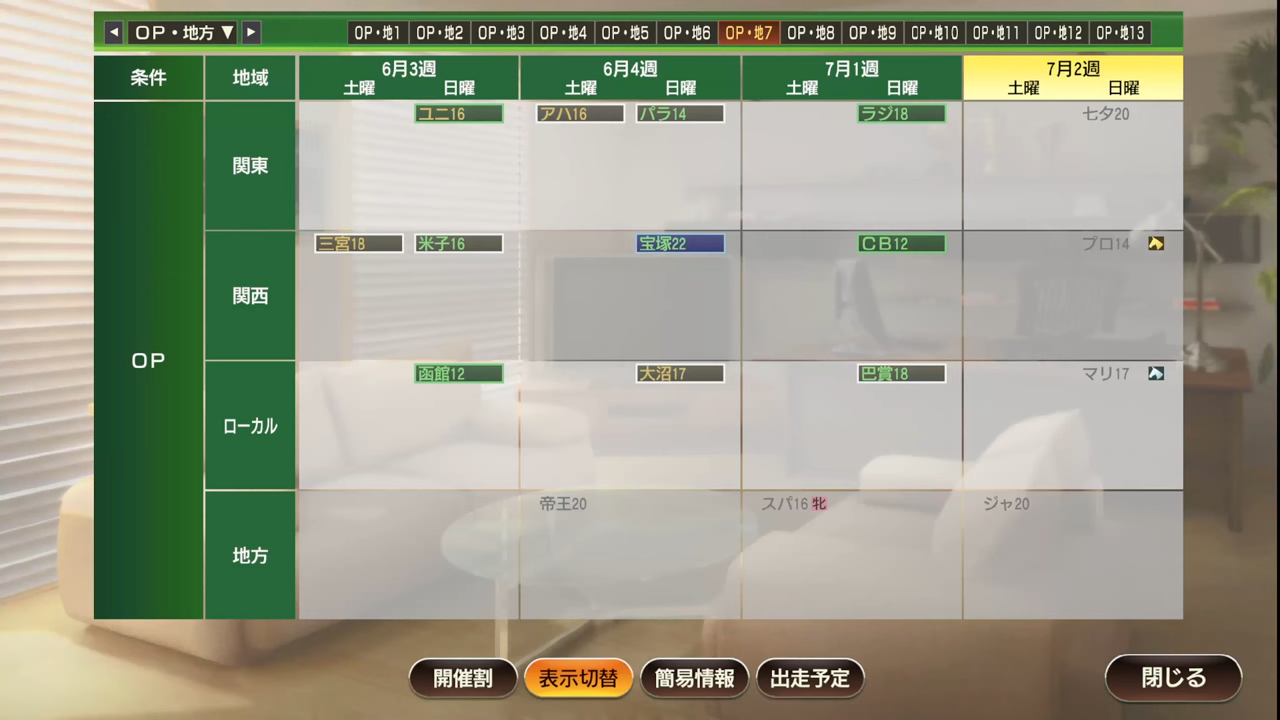 ◀ OP・地方▼ ▶ OP・地1 OP・地2 OP・地3 OP・地4 OP・地5 OP・地6 OP・地7 OP・地8 OP・地9 OP・地10 OP・地11 OP・地12 OP・地13
条件 地域 6月3週 6月4週 7月1週 7月2週
土曜 日曜 土曜 日曜 土曜 日曜 土曜 日曜
ユニ16 アハ16 パラ14 ラジ18 七夕20
関東
三宮18 米子16 宝塚22 CB12 プロ14
関西
OP
函館12 大沼17 巴賞18 マリ17
ローカル
帝王20 スパ16 牝 ジャ20
地方
開催割 表示切替 簡易情報 出走予定 閉じる